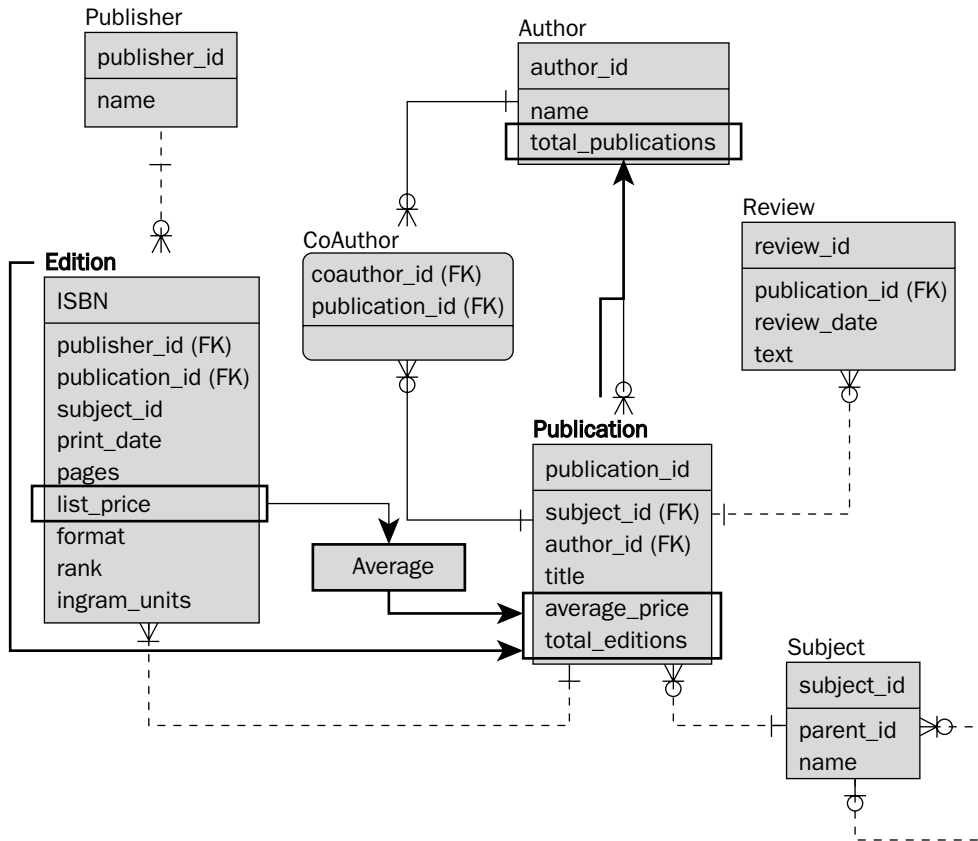 Publisher
publisher_id
name
Author
author_id
name
total_publications
CoAuthor
coauthor_id (FK)
publication_id (FK)
Review
review_id
publication_id (FK)
review_date
text
Edition
ISBN
publisher_id (FK)
publication_id (FK)
subject_id
print_date
pages
list_price
format
rank
ingram_units
Average
Publication
publication_id
subject_id (FK)
author_id (FK)
title
average_price
total_editions
Subject
subject_id
parent_id
name